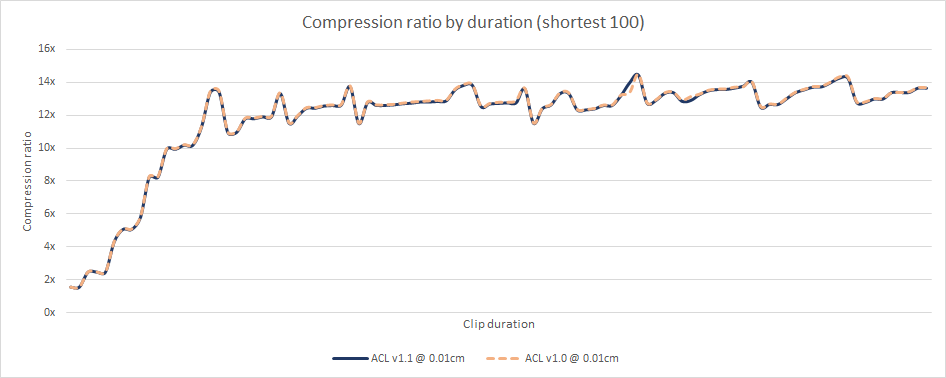 Compression ratio by duration (shortest 100)
16x
14x
12x
10x
8x
6x
4x
2x
0x
Compression ratio
Clip duration
ACL v1.1 @ 0.01cm
ACL v1.0 @ 0.01cm